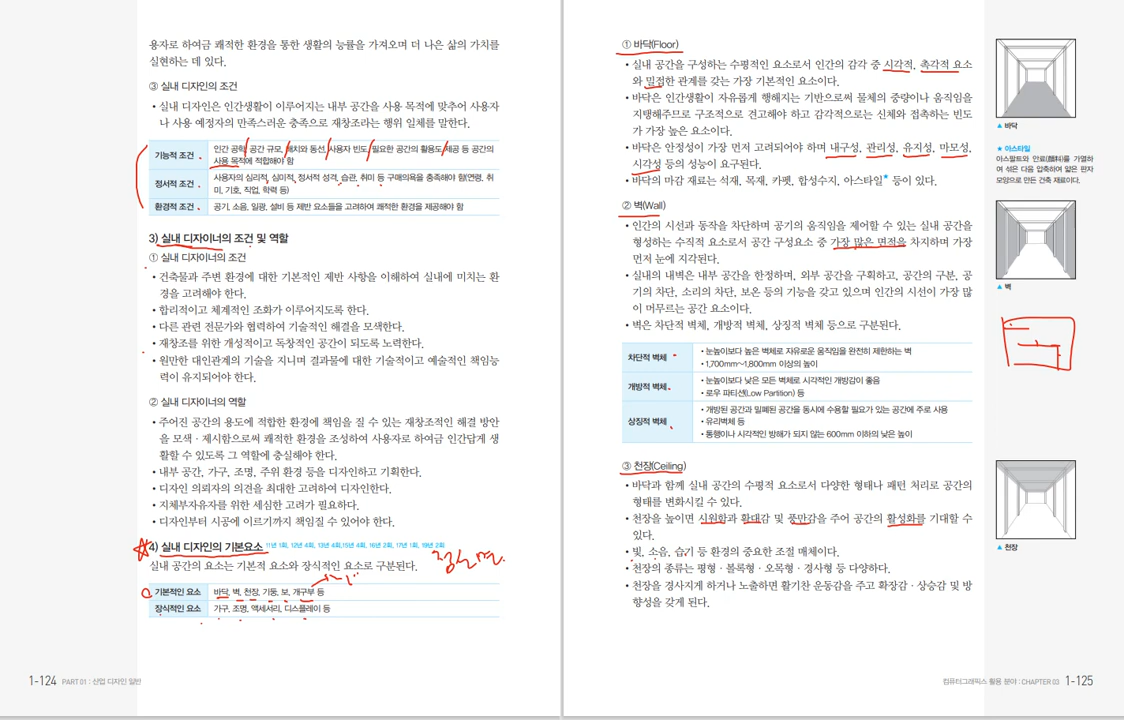 용자로 하여금 쾌적한 환경을 통한 생활의 능률을 가져오며 더 나은 삶의 가치를
실현하는 데 있다.
③ 실내 디자인의 조건
• 실내 디자인은 인간생활이 이루어지는 내부 공간을 사용 목적에 맞추어 사용자
나 사용 예정자의 만족스러운 충족으로 재창조라는 행위 일체를 말한다.
기능적 조건
인간 공학, 공간 규모, 배치와 동선, 사용자 빈도, 필요한 공간의 활용도, 제공 등 공간의
사용 목적에 적합해야 함
정서적 조건
사용자의 심리적, 심미적, 정서적 성격, 습관, 취미 등 구매의욕을 충족해야 함(연령, 취
미, 기호, 직업, 학력 등)
환경적 조건
공기, 소음, 일광, 설비 등 제반 요소들을 고려하여 쾌적한 환경을 제공해야 함
3) 실내 디자이너의 조건 및 역할
① 실내 디자이너의 조건
• 건축물과 주변 환경에 대한 기본적인 제반 사항을 이해하여 실내에 미치는 환
경을 고려해야 한다.
• 합리적이고 체계적인 조화가 이루어지도록 한다.
• 다른 관련 전문가와 협력하여 기술적인 해결을 모색한다.
• 재창조를 위한 개성적이고 독창적인 공간이 되도록 노력한다.
• 원만한 대인관계의 기술을 지니며 결과물에 대한 기술적이고 예술적인 책임능
력이 유지되어야 한다.
② 실내 디자이너의 역할
• 주어진 공간의 용도에 적합한 환경에 책임을 질 수 있는 재창조적인 해결 방안
을 모색 · 제시함으로써 쾌적한 환경을 조성하여 사용자로 하여금 인간답게 생
활할 수 있도록 그 역할에 충실해야 한다.
• 내부 공간, 가구, 조명, 주위 환경 등을 디자인하고 기획한다.
• 디자인 의뢰자의 의견을 최대한 고려하여 디자인한다.
• 지체부자유자를 위한 세심한 고려가 필요하다.
• 디자인부터 시공에 이르기까지 책임질 수 있어야 한다.
4) 실내 디자인의 기본요소 11년 1회, 12년 4회, 13년 4회, 15년 4회, 16년 2회, 17년 1회, 19년 2회
실내 공간의 요소는 기본적 요소와 장식적인 요소로 구분된다.
기본적인 요소
바닥, 벽, 천장, 기둥, 보, 개구부 등
장식적인 요소
가구, 조명, 액세서리, 디스플레이 등
1-124 PART 01 : 산업 디자인 일반
① 바닥(Floor)
• 실내 공간을 구성하는 수평적인 요소로서 인간의 감각 중 시각적, 촉각적 요소
와 밀접한 관계를 갖는 가장 기본적인 요소이다.
• 바닥은 인간생활이 자유롭게 행해지는 기반으로써 물체의 중량이나 움직임을
지탱해주므로 구조적으로 견고해야 하고 감각적으로는 신체와 접촉하는 빈도
가 가장 높은 요소이다.
• 바닥은 안정성이 가장 먼저 고려되어야 하며 내구성, 관리성, 유지성, 마모성,
시각성 등의 성능이 요구된다.
• 바닥의 마감 재료는 석재, 목재, 카펫, 합성수지, 아스타일* 등이 있다.
② 벽(Wall)
• 인간의 시선과 동작을 차단하며 공기의 움직임을 제어할 수 있는 실내 공간을
형성하는 수직적 요소로서 공간 구성요소 중 가장 많은 면적을 차지하며 가장
먼저 눈에 지각된다.
• 실내의 내벽은 내부 공간을 한정하며, 외부 공간을 구획하고, 공간의 구분, 공
기의 차단, 소리의 차단, 보온 등의 기능을 갖고 있으며 인간의 시선이 가장 많
이 머무르는 공간 요소이다.
• 벽은 차단적 벽체, 개방적 벽체, 상징적 벽체 등으로 구분된다.
차단적 벽체
• 눈높이보다 높은 벽체로 자유로운 움직임을 완전히 제한하는 벽
• 1,700mm~1,800mm 이상의 높이
개방적 벽체
• 눈높이보다 낮은 모든 벽체로 시각적인 개방감이 좋음
• 로우 파티션(Low Partition) 등
상징적 벽체
• 개방된 공간과 밀폐된 공간을 동시에 수용할 필요가 있는 공간에 주로 사용
• 유리벽체 등
• 통행이나 시각적인 방해가 되지 않는 600mm 이하의 낮은 높이
③ 천장(Ceiling)
• 바닥과 함께 실내 공간의 수평적 요소로서 다양한 형태나 패턴 처리로 공간의
형태를 변화시킬 수 있다.
• 천장을 높이면 시원함과 확대감 및 풍만감을 주어 공간의 활성화를 기대할 수
있다.
• 빛, 소음, 습기 등 환경의 중요한 조절 매체이다.
• 천장의 종류는 평형 · 볼록형 · 오목형 · 경사형 등 다양하다.
• 천장을 경사지게 하거나 노출하면 활기찬 운동감을 주고 확장감 · 상승감 및 방
향성을 갖게 된다.
▲ 바닥
★ 아스타일
아스팔트와 안료(顔料)를 가열하
여 섞은 다음 압축하여 얇은 판자
모양으로 만든 건축 재료이다.
▲ 벽
▲ 천장
컴퓨터그래픽스 활용 분야 : CHAPTER 03 1-125